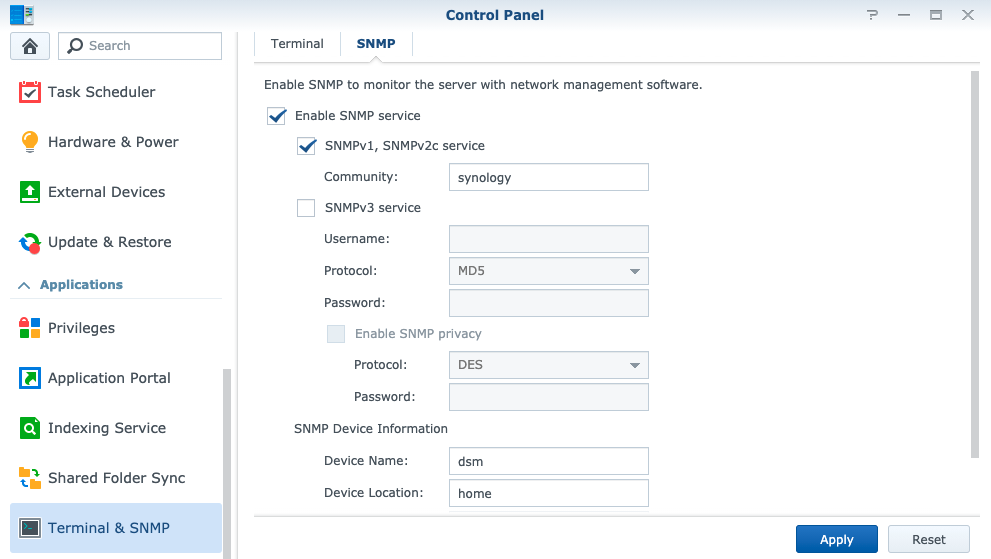 Control Panel
Search
Task Scheduler
Hardware & Power
External Devices
Update & Restore
Applications
Privileges
Application Portal
Indexing Service
Shared Folder Sync
Terminal & SNMP
Terminal SNMP
Enable SNMP to monitor the server with network management software.
Enable SNMP service
SNMPv1, SNMPv2c service
Community: synology
SNMPv3 service
Username:
Protocol: MD5
Password:
Enable SNMP privacy
Protocol: DES
Password:
SNMP Device Information
Device Name: dsm
Device Location: home
Apply Reset